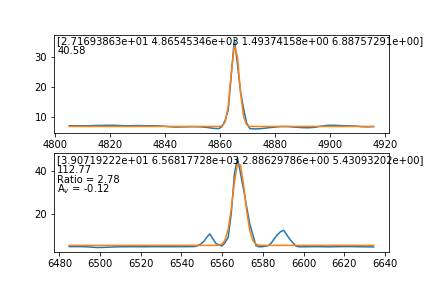 [2.71693863e+01 4.86545346e+03 1.49374158e+00 6.88757291e+00]
40.58
30
20
10
4800 4820 4840 4860 4880 4900 4920
[3.90719222e+01 6.56817728e+03 2.88629786e+00 5.43093202e+00]
112.77
Ratio = 2.78
Aν = -0.12
40
20
6480 6500 6520 6540 6560 6580 6600 6620 6640